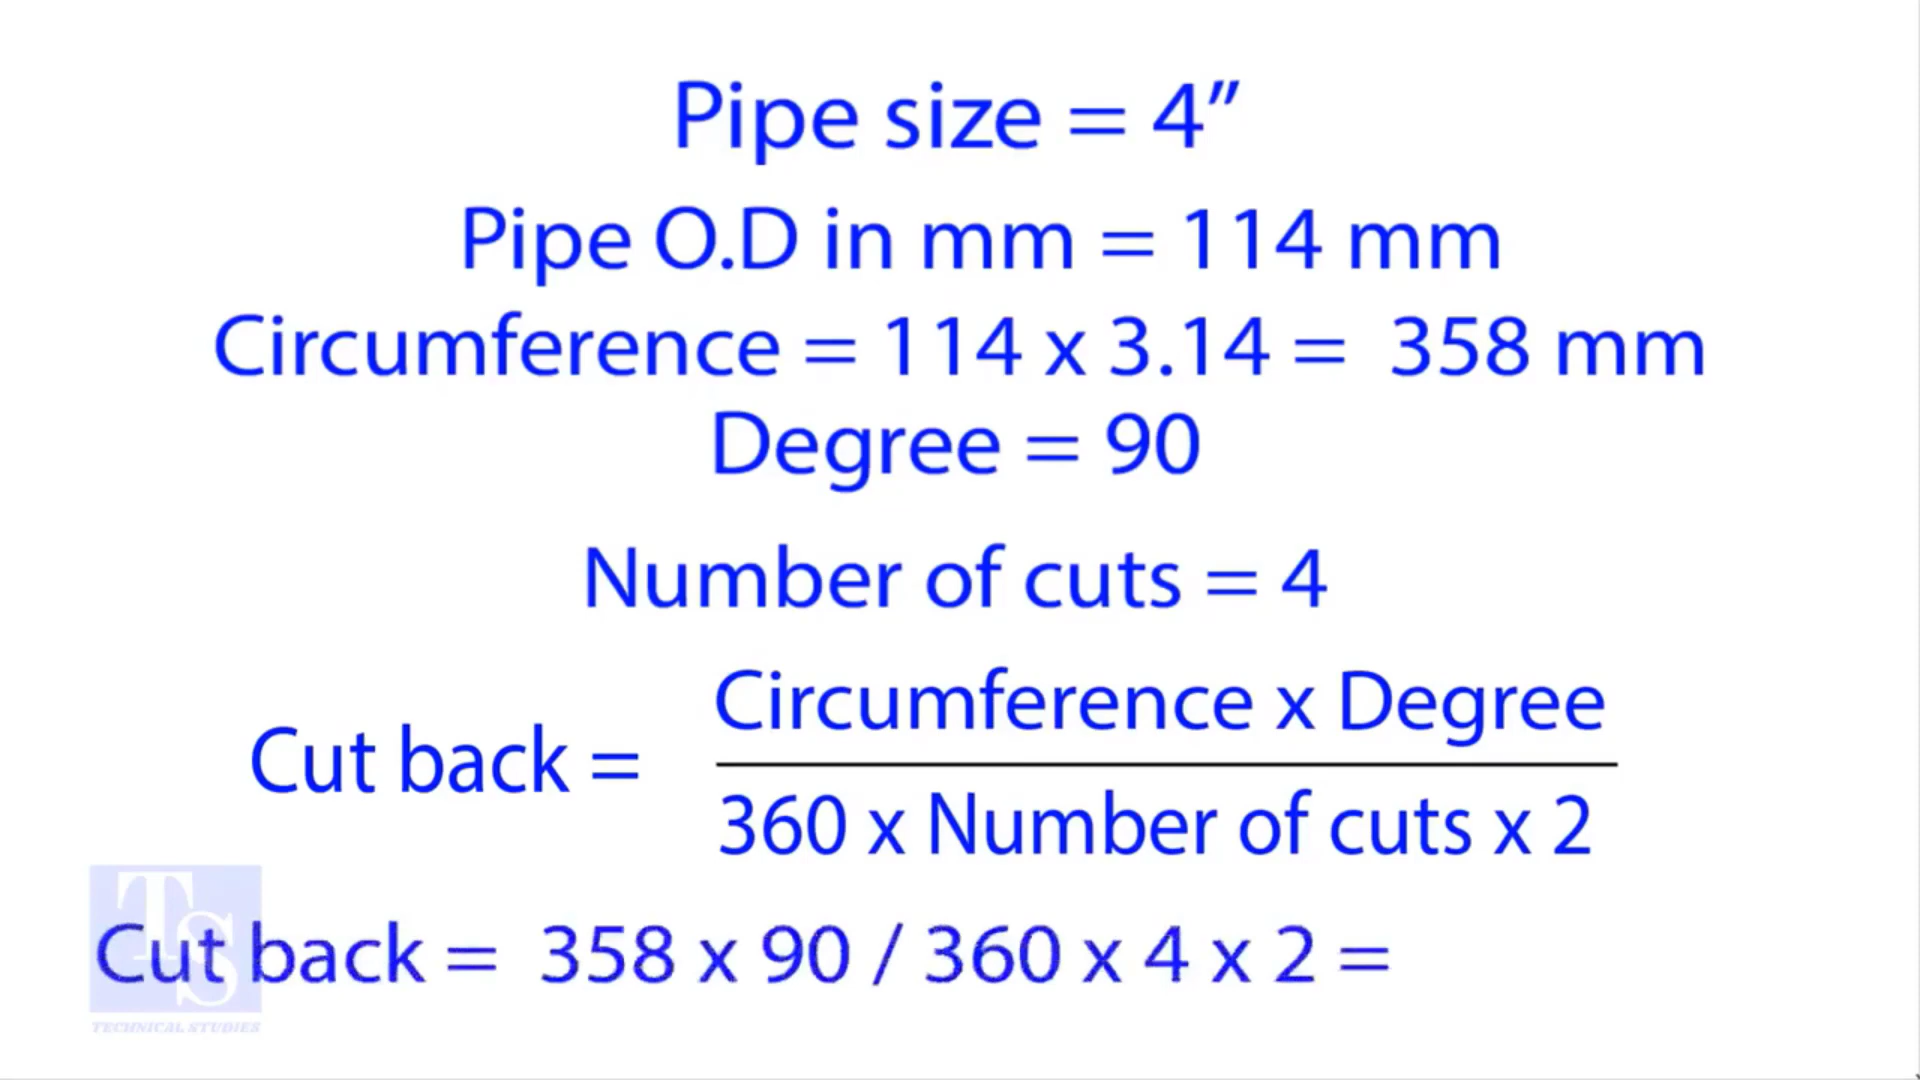 Pipe size = 4”
Pipe O.D in mm = 114 mm
Circumference = 114 x 3.14 = 358 mm
Degree = 90
Number of cuts = 4
Circumference x Degree
Cut back =
360 x Number of cuts x 2
Cut back = 358 x 90 / 360 x 4 x 2 =
TS
TECHNICAL STUDIES